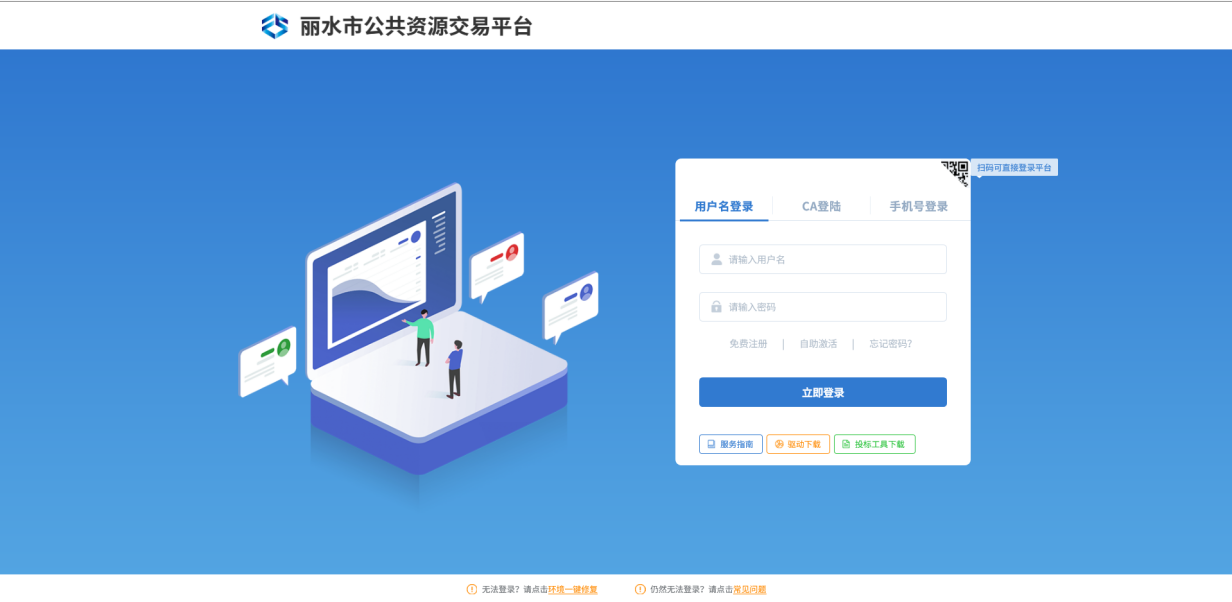 丽水市公共资源交易平台
扫码可直接登录平台
用户名登录 CA登陆 手机号登录
请输入用户名
请输入密码
免费注册 | 自助激活 | 忘记密码?
立即登录
服务指南 驱动下载 投标工具下载
无法登录? 请点击环境一键修复 仍然无法登录? 请点击常见问题